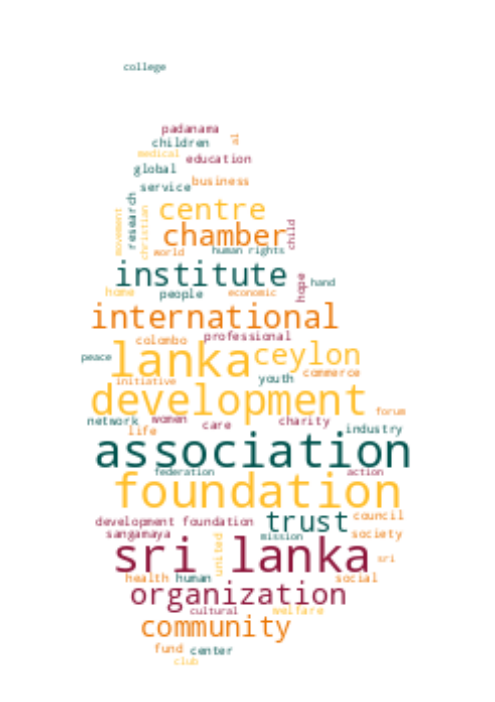 college
padanama
children al
medical education
global business
service
movement research christian centre
chamber child
world human rights
institute hope hand
home people economic
international
colombo professional
peace lanka ceylon
initiative youth commerce
development forum
network women care charity industry
life
association
federation action
foundation
development foundation trust council
sangamaya united mission society
sri lanka sri
health human social
organization
cultural welfare
community
fund center
club